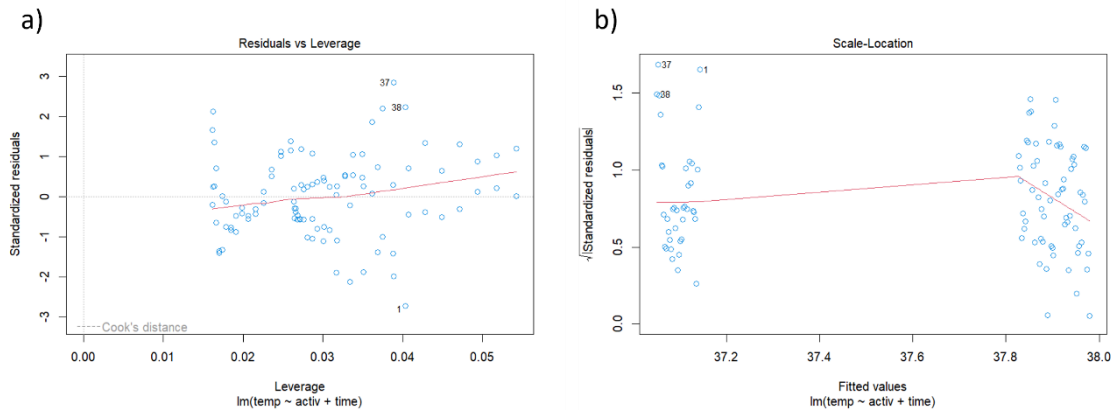 a)
Residuals vs Leverage
Standardized residuals
3
2
1
0
-1
-2
-3
37
38
1
Cook's distance
0.00 0.01 0.02 0.03 0.04 0.05
Leverage
lm(temp ~ activ + time)
b)
Scale-Location
√|Standardized residuals|
1.5
1.0
0.5
0.0
37
38
1
37.2 37.4 37.6 37.8 38.0
Fitted values
lm(temp ~ activ + time)